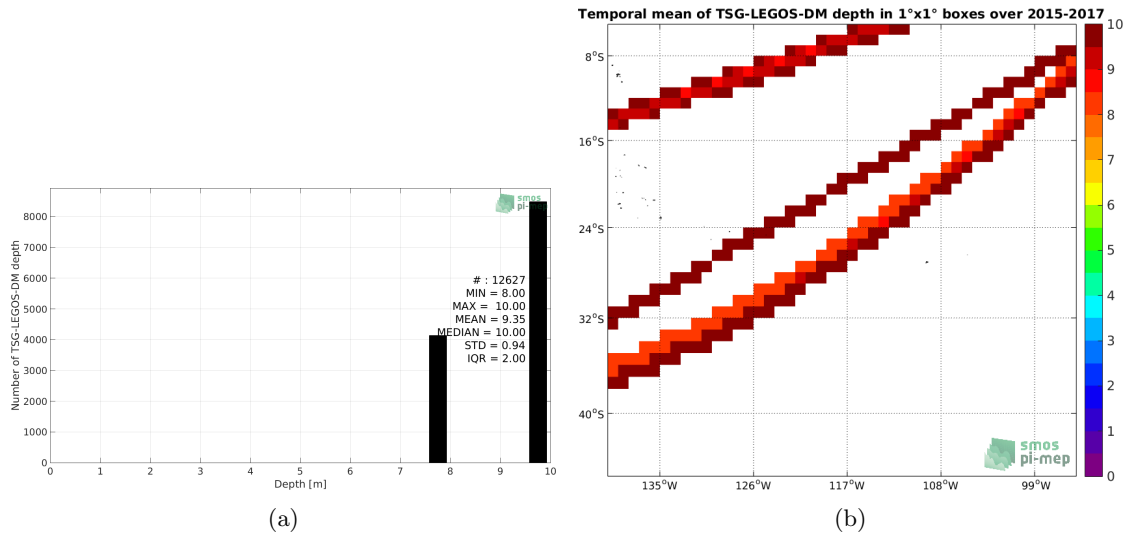 Temporal mean of TSG-LEGOS-DM depth in 1°x1° boxes over 2015-2017
Number of TSG-LEGOS-DM depth
8000
7000
6000
5000
4000
3000
2000
1000
0
smos
pi-mep
# : 12627
MIN = 8.00
MAX = 10.00
MEAN = 9.35
MEDIAN = 10.00
STD = 0.94
IQR = 2.00
0 1 2 3 4 5 6 7 8 9 10
Depth [m]
(a)
8°S
16°S
24°S
32°S
40°S
135°W 126°W 117°W 108°W 99°W
smos
pi-mep
10
9
8
7
6
5
4
3
2
1
0
(b)